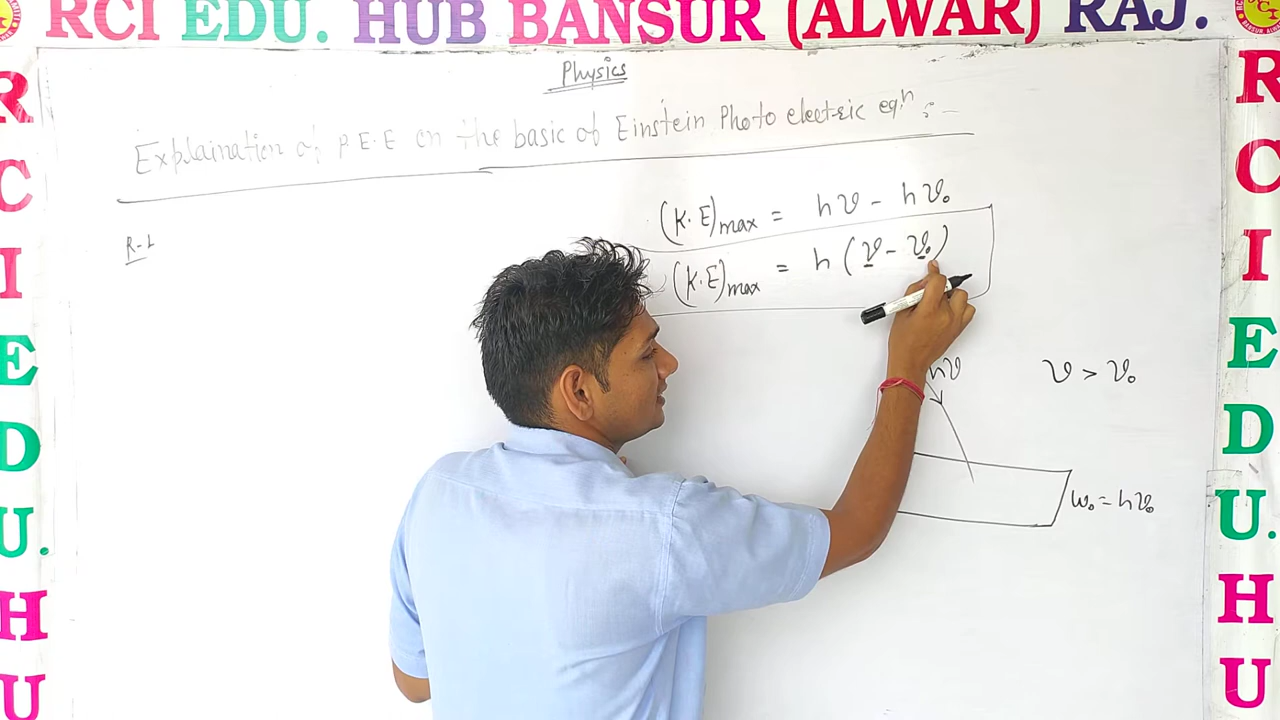 RCI EDU. HUB BANSUR (ALWAR) RAJ.
Physics
Explaination of P.E.E on the basic of Einstein Photo electric eqⁿ :-
(K.E)max = hν - hν₀
R-1
(K.E)max = h(ν - ν₀)
hν
ν > ν₀
W₀ = hν₀
R
C
I
E
D
U.
H
U
R
C
I
E
D
U.
H
U